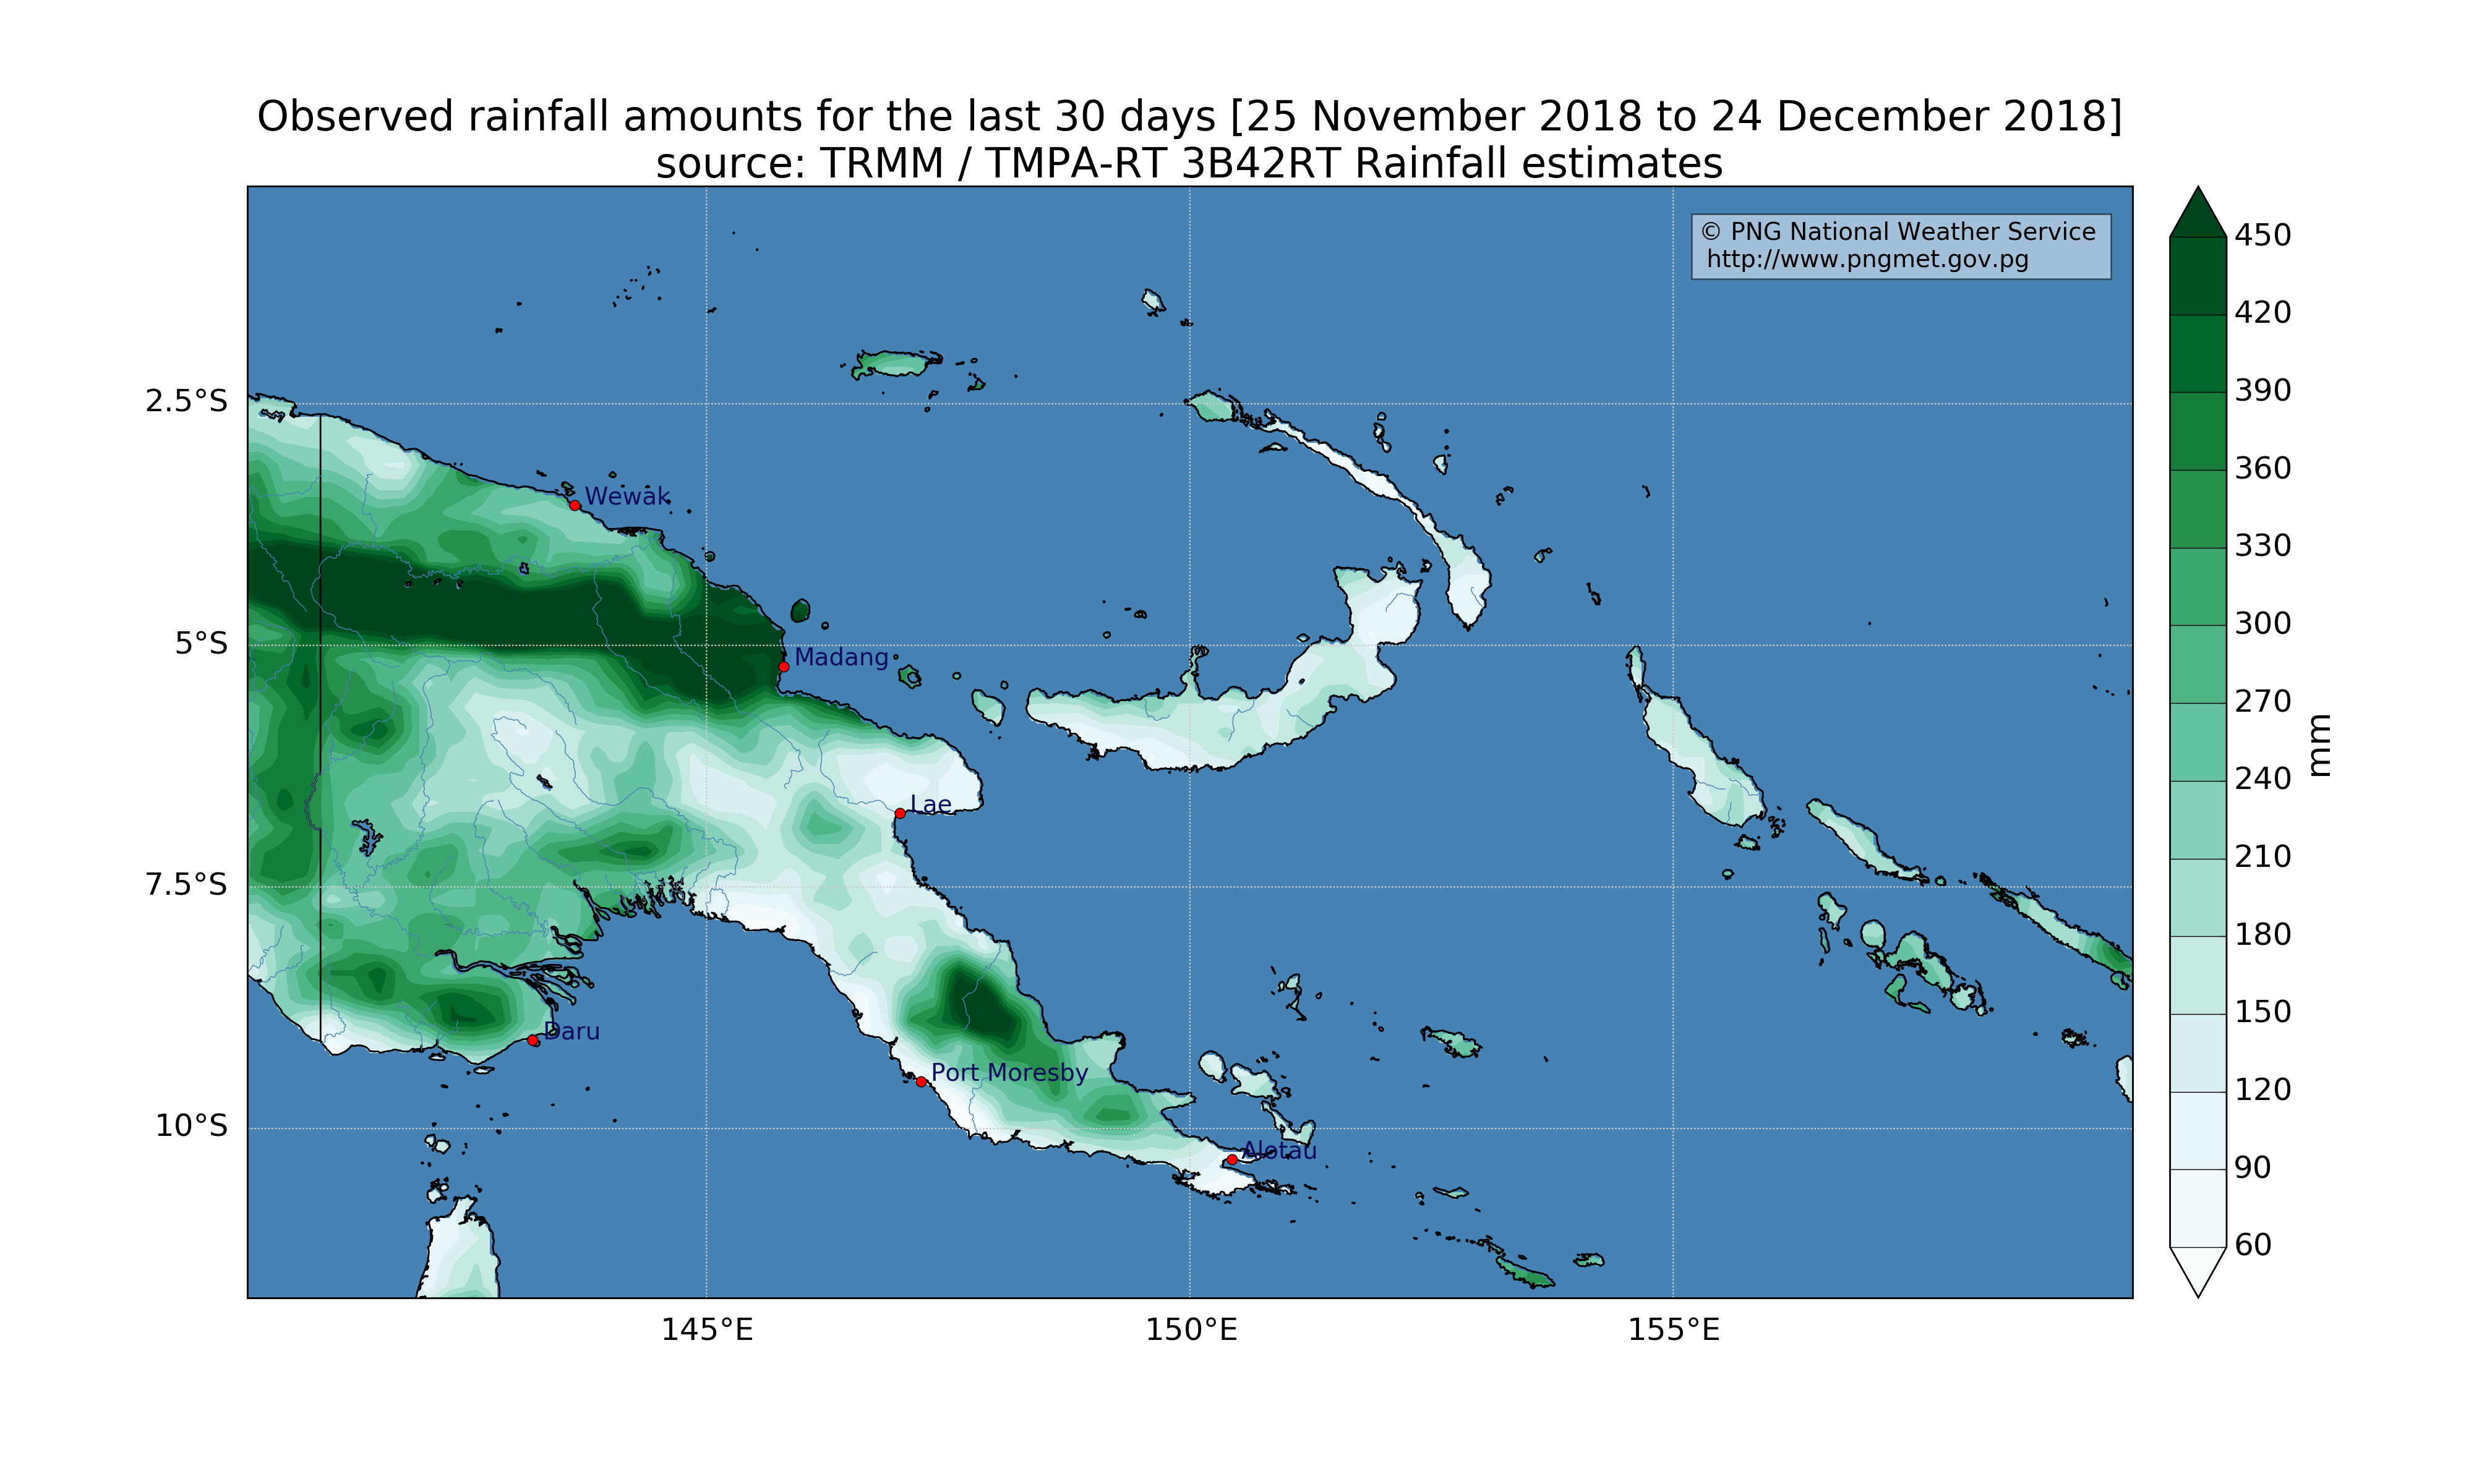 Observed rainfall amounts for the last 30 days [25 November 2018 to 24 December 2018]
source: TRMM / TMPA-RT 3B42RT Rainfall estimates
© PNG National Weather Service
http://www.pngmet.gov.pg
2.5°S
5°S
7.5°S
10°S
Wewak
Madang
Lae
Daru
Port Moresby
Alotau
145°E
150°E
155°E
450
420
390
360
330
300
270
240
210
180
150
120
90
60
mm